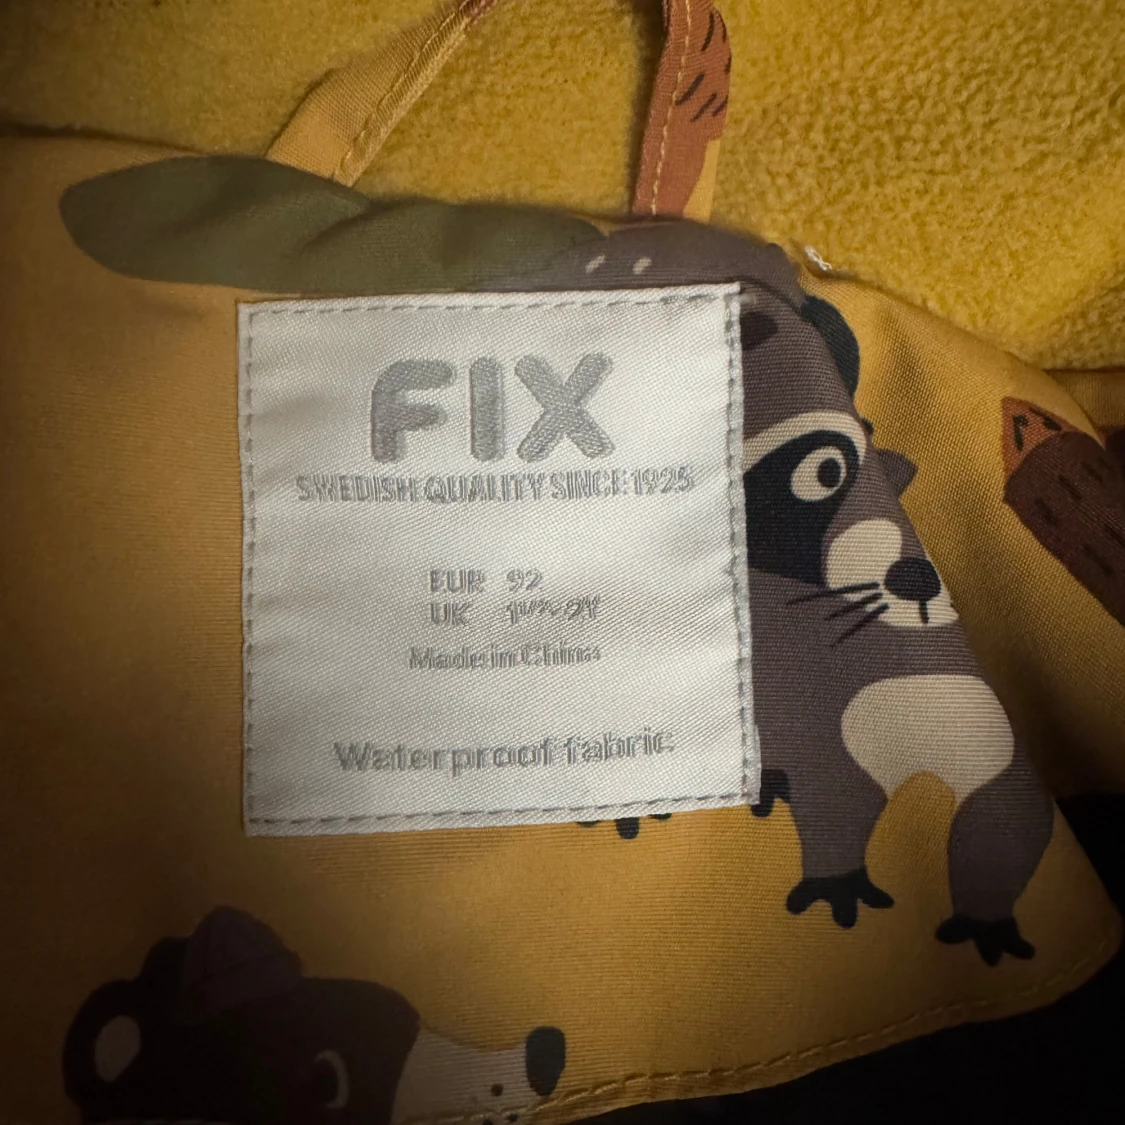 FIX
SWEDISH QUALITY SINCE 1925
EUR 92
UK 1½-2Y
Made in China
Waterproof fabric